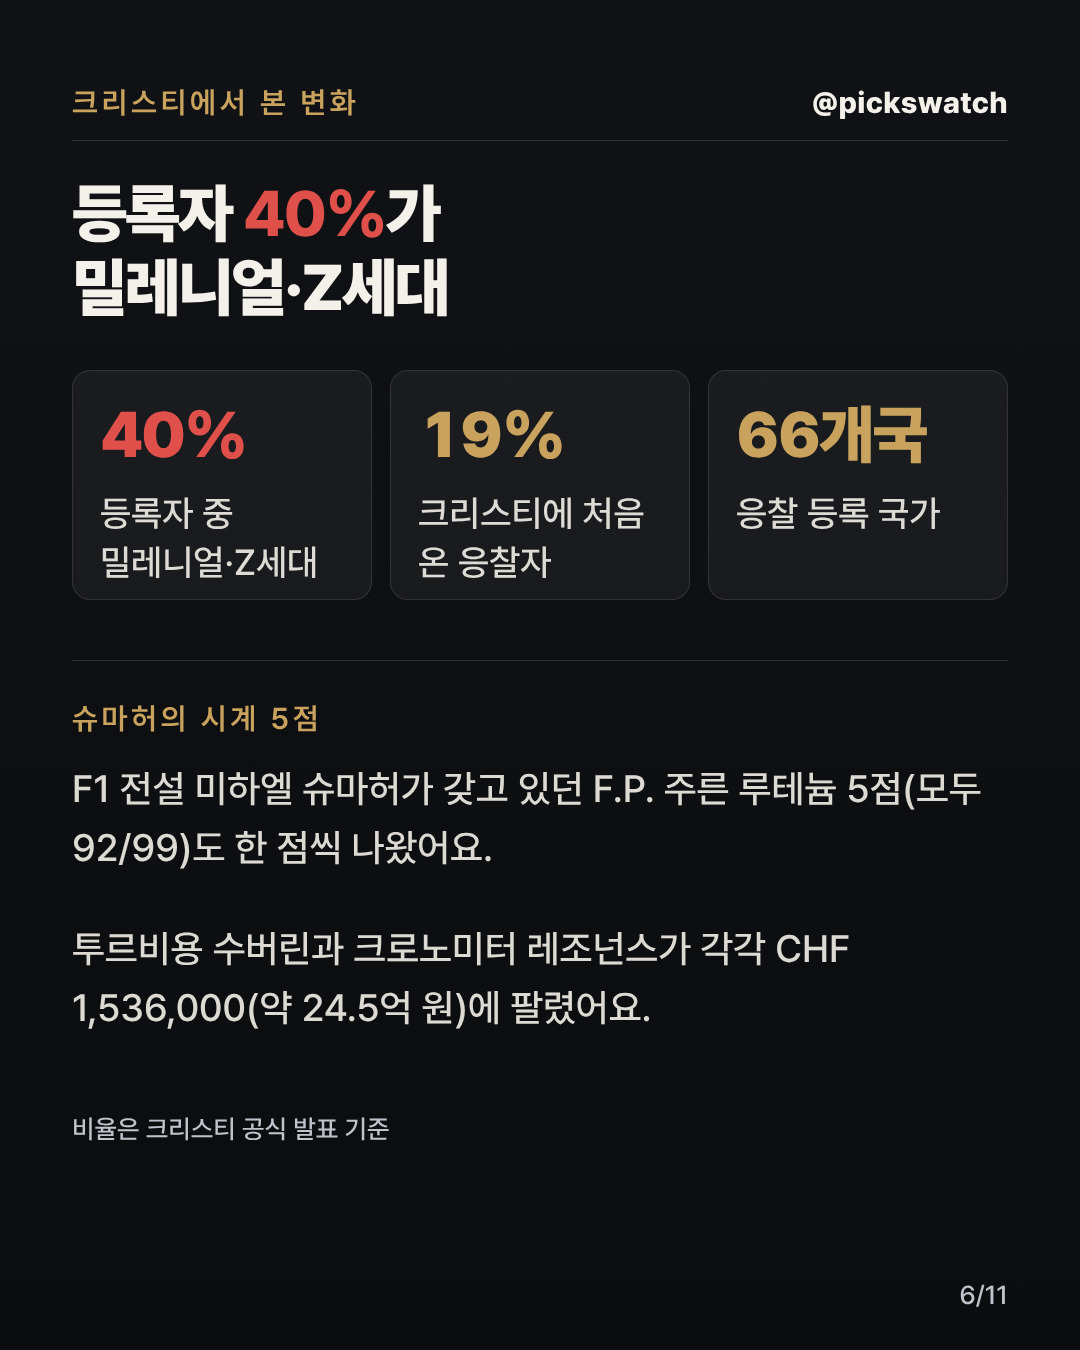 크리스티에서 본 변화
@pickswatch
등록자 40%가
밀레니얼·Z세대
40%
등록자 중
밀레니얼·Z세대
19%
크리스티에 처음
온 응찰자
66개국
응찰 등록 국가
슈마허의 시계 5점
F1 전설 미하엘 슈마허가 갖고 있던 F.P. 주른 루테늄 5점(모두
92/99)도 한 점씩 나왔어요.
투르비용 수버린과 크로노미터 레조넌스가 각각 CHF
1,536,000(약 24.5억 원)에 팔렸어요.
비율은 크리스티 공식 발표 기준
6/11